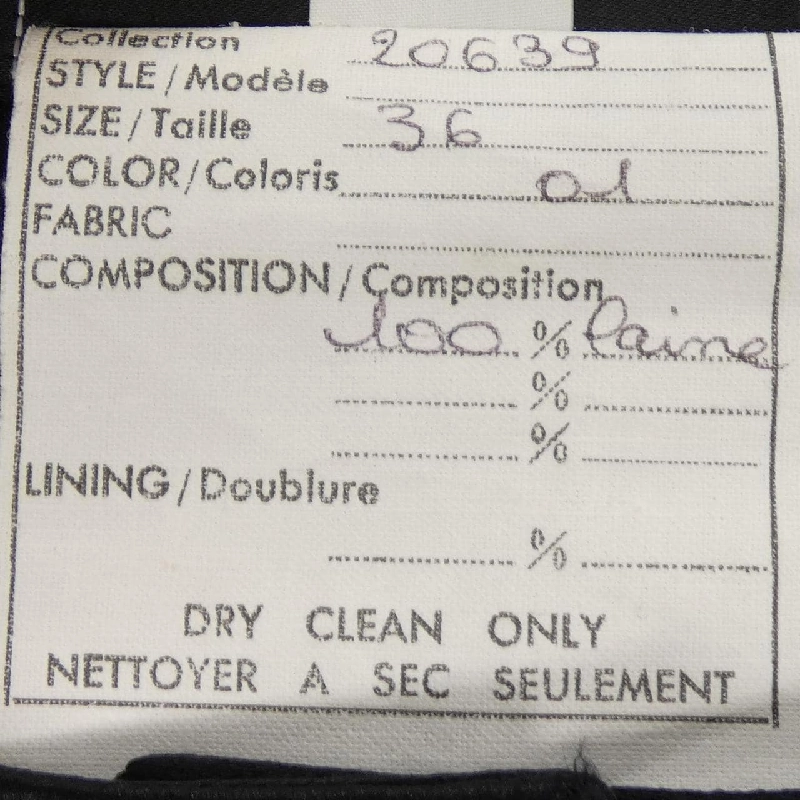 Collection 20639
STYLE / Modèle
SIZE / Taille 36
COLOR / Coloris 01
FABRIC
COMPOSITION / Composition
100 % laine
%
%
LINING / Doublure
%
DRY CLEAN ONLY
NETTOYER A SEC SEULEMENT